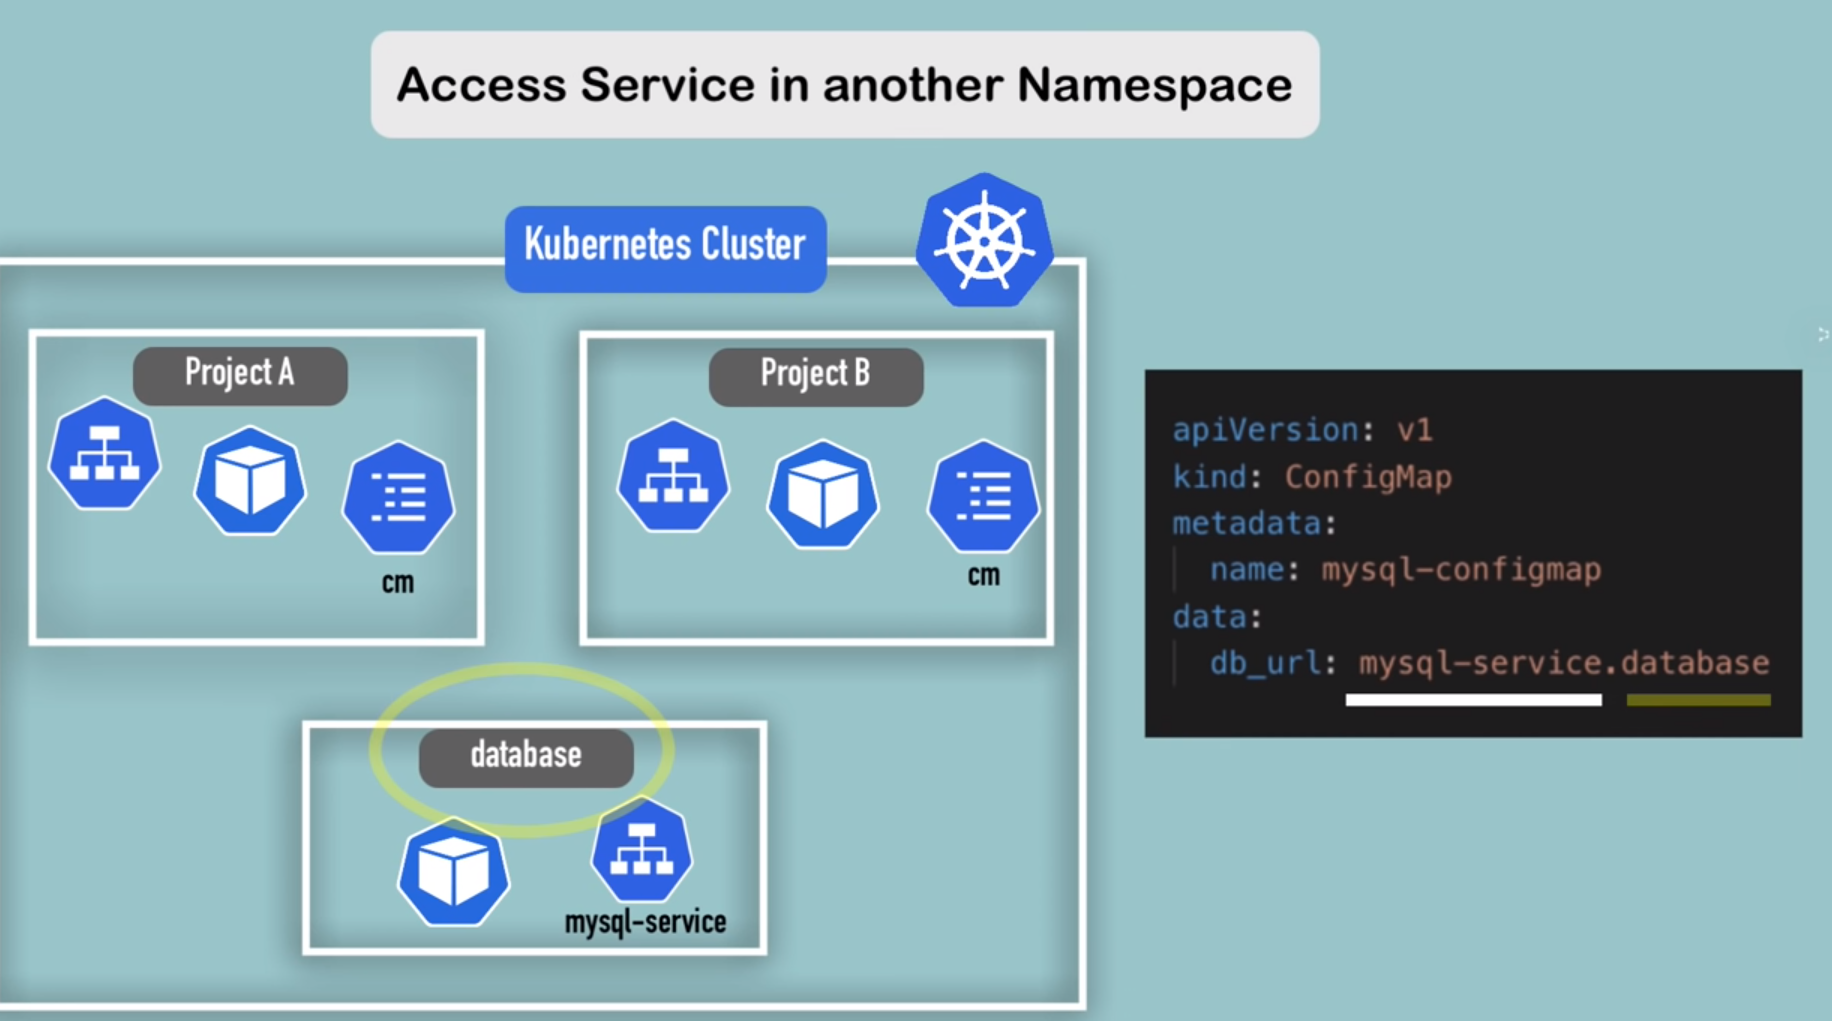 Access Service in another Namespace
Kubernetes Cluster
Project A
cm
Project B
cm
database
mysql-service
apiVersion: v1
kind: ConfigMap
metadata:
  name: mysql-configmap
data:
  db_url: mysql-service.database